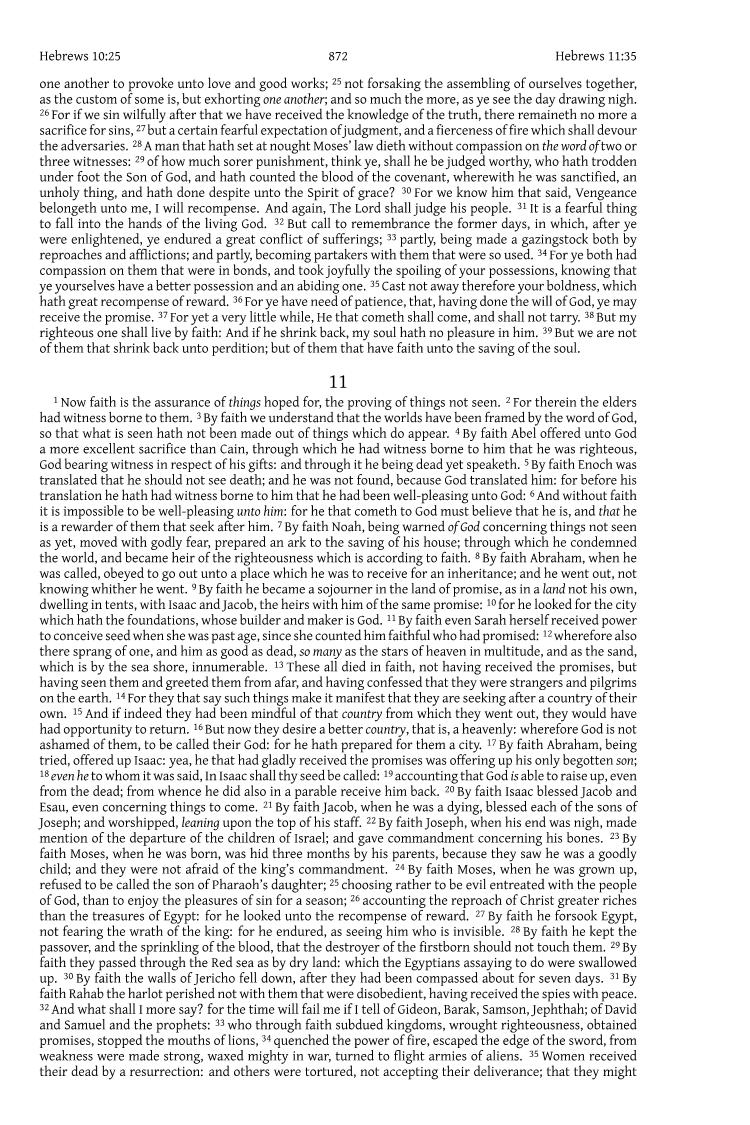 Hebrews 10:25 872 Hebrews 11:35
one another to provoke unto love and good works; 25 not forsaking the assembling of ourselves together,
as the custom of some is, but exhorting one another; and so much the more, as ye see the day drawing nigh.
26 For if we sin wilfully after that we have received the knowledge of the truth, there remaineth no more a
sacrifice for sins, 27 but a certain fearful expectation of judgment, and a fierceness of fire which shall devour
the adversaries. 28 A man that hath set at nought Moses’ law dieth without compassion on the word of two or
three witnesses: 29 of how much sorer punishment, think ye, shall he be judged worthy, who hath trodden
under foot the Son of God, and hath counted the blood of the covenant, wherewith he was sanctified, an
unholy thing, and hath done despite unto the Spirit of grace? 30 For we know him that said, Vengeance
belongeth unto me, I will recompense. And again, The Lord shall judge his people. 31 It is a fearful thing
to fall into the hands of the living God. 32 But call to remembrance the former days, in which, after ye
were enlightened, ye endured a great conflict of sufferings; 33 partly, being made a gazingstock both by
reproaches and afflictions; and partly, becoming partakers with them that were so used. 34 For ye both had
compassion on them that were in bonds, and took joyfully the spoiling of your possessions, knowing that
ye yourselves have a better possession and an abiding one. 35 Cast not away therefore your boldness, which
hath great recompense of reward. 36 For ye have need of patience, that, having done the will of God, ye may
receive the promise. 37 For yet a very little while, He that cometh shall come, and shall not tarry. 38 But my
righteous one shall live by faith: And if he shrink back, my soul hath no pleasure in him. 39 But we are not
of them that shrink back unto perdition; but of them that have faith unto the saving of the soul.
11
1 Now faith is the assurance of things hoped for, the proving of things not seen. 2 For therein the elders
had witness borne to them. 3 By faith we understand that the worlds have been framed by the word of God,
so that what is seen hath not been made out of things which do appear. 4 By faith Abel offered unto God
a more excellent sacrifice than Cain, through which he had witness borne to him that he was righteous,
God bearing witness in respect of his gifts: and through it he being dead yet speaketh. 5 By faith Enoch was
translated that he should not see death; and he was not found, because God translated him: for before his
translation he hath had witness borne to him that he had been well-pleasing unto God: 6 And without faith
it is impossible to be well-pleasing unto him: for he that cometh to God must believe that he is, and that he
is a rewarder of them that seek after him. 7 By faith Noah, being warned of God concerning things not seen
as yet, moved with godly fear, prepared an ark to the saving of his house; through which he condemned
the world, and became heir of the righteousness which is according to faith. 8 By faith Abraham, when he
was called, obeyed to go out unto a place which he was to receive for an inheritance; and he went out, not
knowing whither he went. 9 By faith he became a sojourner in the land of promise, as in a land not his own,
dwelling in tents, with Isaac and Jacob, the heirs with him of the same promise: 10 for he looked for the city
which hath the foundations, whose builder and maker is God. 11 By faith even Sarah herself received power
to conceive seed when she was past age, since she counted him faithful who had promised: 12 wherefore also
there sprang of one, and him as good as dead, so many as the stars of heaven in multitude, and as the sand,
which is by the sea shore, innumerable. 13 These all died in faith, not having received the promises, but
having seen them and greeted them from afar, and having confessed that they were strangers and pilgrims
on the earth. 14 For they that say such things make it manifest that they are seeking after a country of their
own. 15 And if indeed they had been mindful of that country from which they went out, they would have
had opportunity to return. 16 But now they desire a better country, that is, a heavenly: wherefore God is not
ashamed of them, to be called their God: for he hath prepared for them a city. 17 By faith Abraham, being
tried, offered up Isaac: yea, he that had gladly received the promises was offering up his only begotten son;
18 even he to whom it was said, In Isaac shall thy seed be called: 19 accounting that God is able to raise up, even
from the dead; from whence he did also in a parable receive him back. 20 By faith Isaac blessed Jacob and
Esau, even concerning things to come. 21 By faith Jacob, when he was a dying, blessed each of the sons of
Joseph; and worshipped, leaning upon the top of his staff. 22 By faith Joseph, when his end was nigh, made
mention of the departure of the children of Israel; and gave commandment concerning his bones. 23 By
faith Moses, when he was born, was hid three months by his parents, because they saw he was a goodly
child; and they were not afraid of the king’s commandment. 24 By faith Moses, when he was grown up,
refused to be called the son of Pharaoh’s daughter; 25 choosing rather to be evil entreated with the people
of God, than to enjoy the pleasures of sin for a season; 26 accounting the reproach of Christ greater riches
than the treasures of Egypt: for he looked unto the recompense of reward. 27 By faith he forsook Egypt,
not fearing the wrath of the king: for he endured, as seeing him who is invisible. 28 By faith he kept the
passover, and the sprinkling of the blood, that the destroyer of the firstborn should not touch them. 29 By
faith they passed through the Red sea as by dry land: which the Egyptians assaying to do were swallowed
up. 30 By faith the walls of Jericho fell down, after they had been compassed about for seven days. 31 By
faith Rahab the harlot perished not with them that were disobedient, having received the spies with peace.
32 And what shall I more say? for the time will fail me if I tell of Gideon, Barak, Samson, Jephthah; of David
and Samuel and the prophets: 33 who through faith subdued kingdoms, wrought righteousness, obtained
promises, stopped the mouths of lions, 34 quenched the power of fire, escaped the edge of the sword, from
weakness were made strong, waxed mighty in war, turned to flight armies of aliens. 35 Women received
their dead by a resurrection: and others were tortured, not accepting their deliverance; that they might